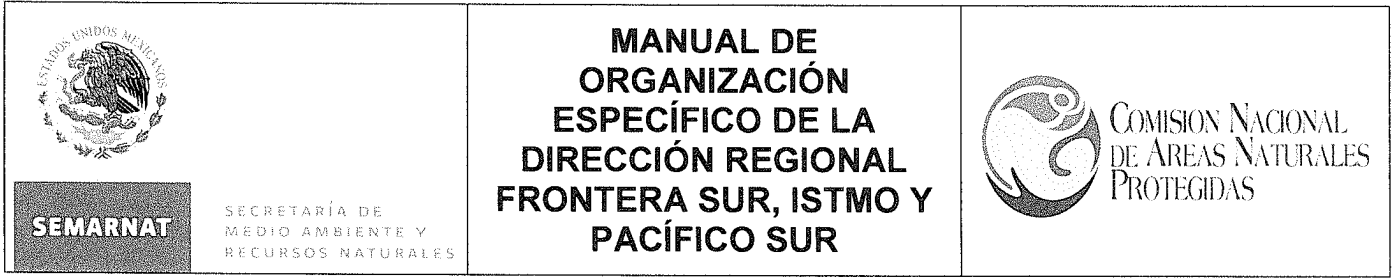 ESTADOS UNIDOS MEXICANOS
SEMARNAT
SECRETARÍA DE
MEDIO AMBIENTE Y
RECURSOS NATURALES
MANUAL DE
ORGANIZACIÓN
ESPECÍFICO DE LA
DIRECCIÓN REGIONAL
FRONTERA SUR, ISTMO Y
PACÍFICO SUR
COMISION NACIONAL
DE AREAS NATURALES
PROTEGIDAS